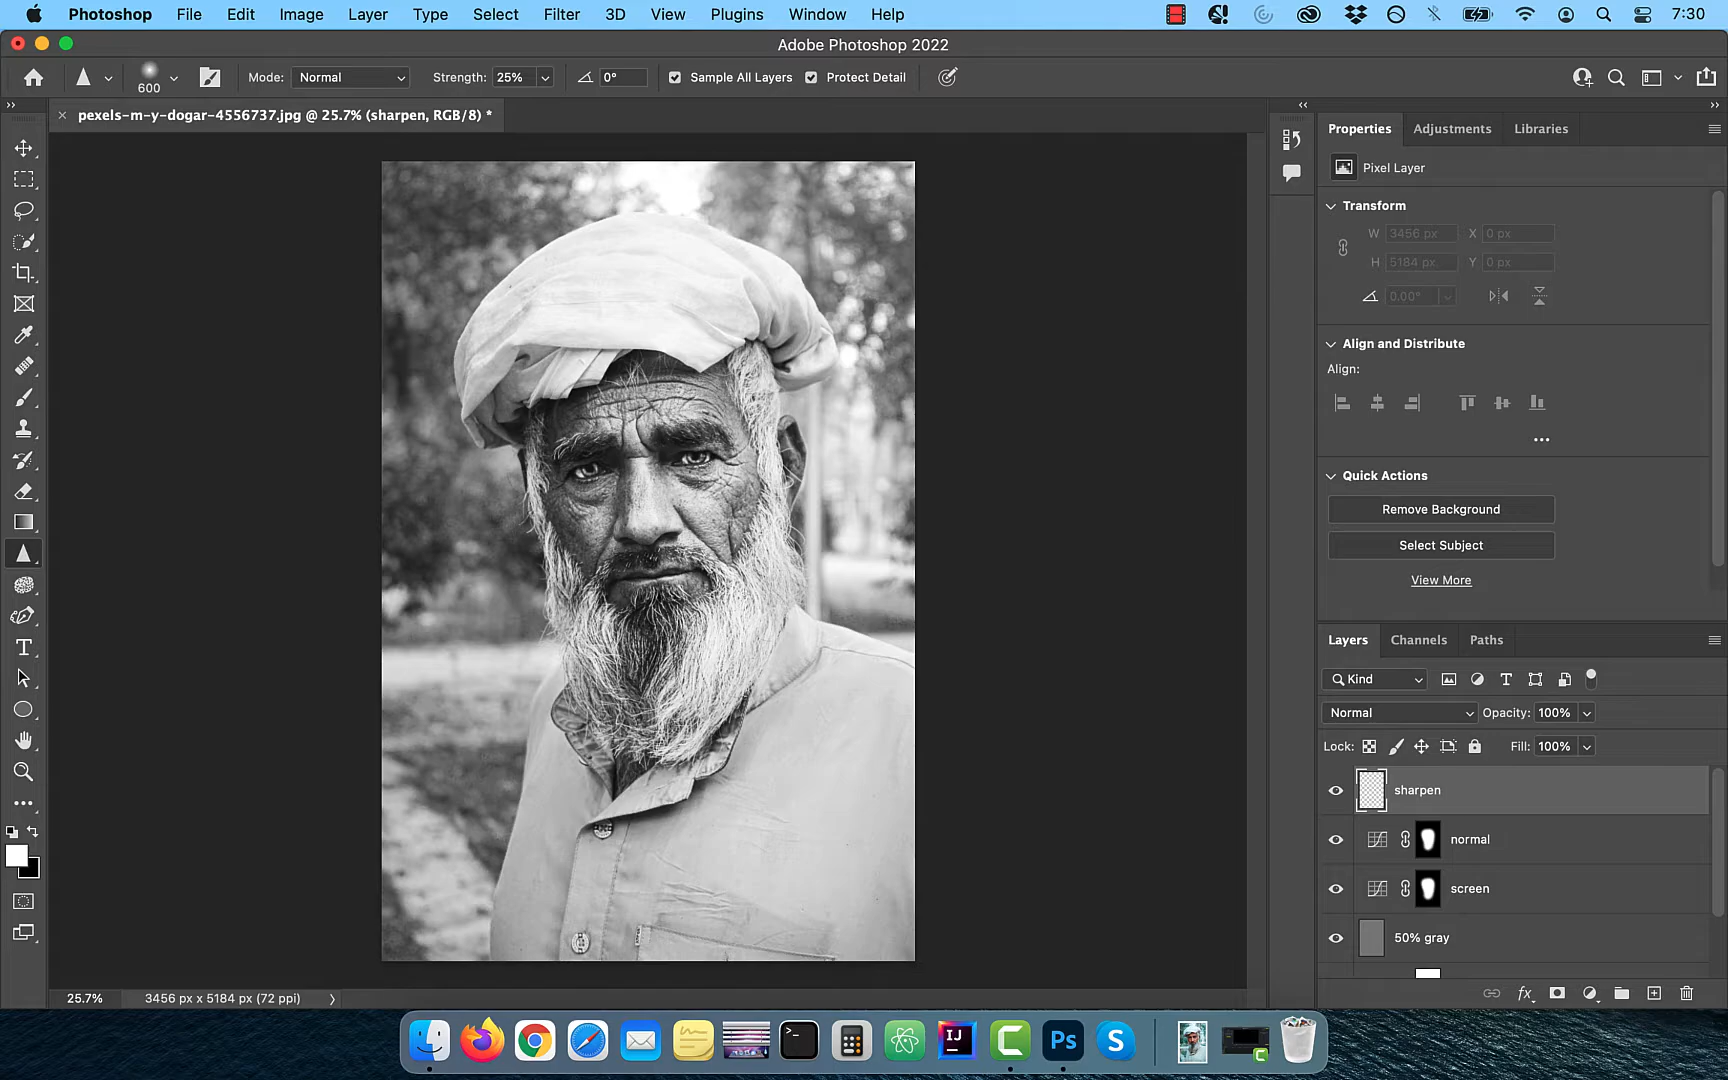 Photoshop File Edit Image Layer Type Select Filter 3D View Plugins Window Help 7:30
Adobe Photoshop 2022
600 Mode: Normal Strength: 25% 0° Sample All Layers Protect Detail
pexels-m-y-dogar-4556737.jpg @ 25.7% (sharpen, RGB/8) *
Properties Adjustments Libraries
Pixel Layer
Transform
W 3456 px X 0 px
H 5184 px Y 0 px
0.00°
Align and Distribute
Align:
Quick Actions
Remove Background
Select Subject
View More
Layers Channels Paths
Kind
Normal Opacity: 100%
Lock: Fill: 100%
sharpen
normal
screen
50% gray
25.7% 3456 px x 5184 px (72 ppi)
fx
IJ
Ps